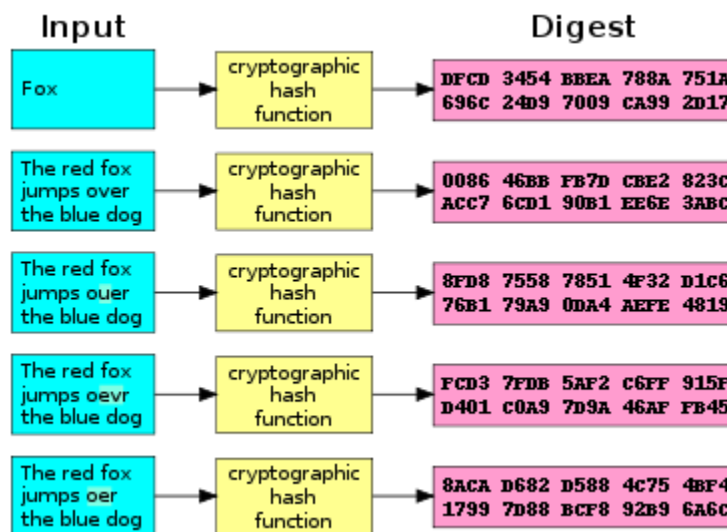 Input Digest
Fox
cryptographic
hash
function
DFCD 3454 BBEA 788A 751A
696C 24D9 7009 CA99 2D17
The red fox
jumps over
the blue dog
cryptographic
hash
function
0086 46BB FB7D CBE2 823C
ACC7 6CD1 90B1 EE6E 3ABC
The red fox
jumps ouer
the blue dog
cryptographic
hash
function
8FD8 7558 7851 4F32 D1C6
76B1 79A9 0DA4 AEFE 4819
The red fox
jumps oevr
the blue dog
cryptographic
hash
function
FCD3 7FDB 5AF2 C6FF 915F
D401 C0A9 7D9A 46AF FB45
The red fox
jumps oer
the blue dog
cryptographic
hash
function
8ACA D682 D588 4C75 4BF4
1799 7D88 BCF8 92B9 6A6C